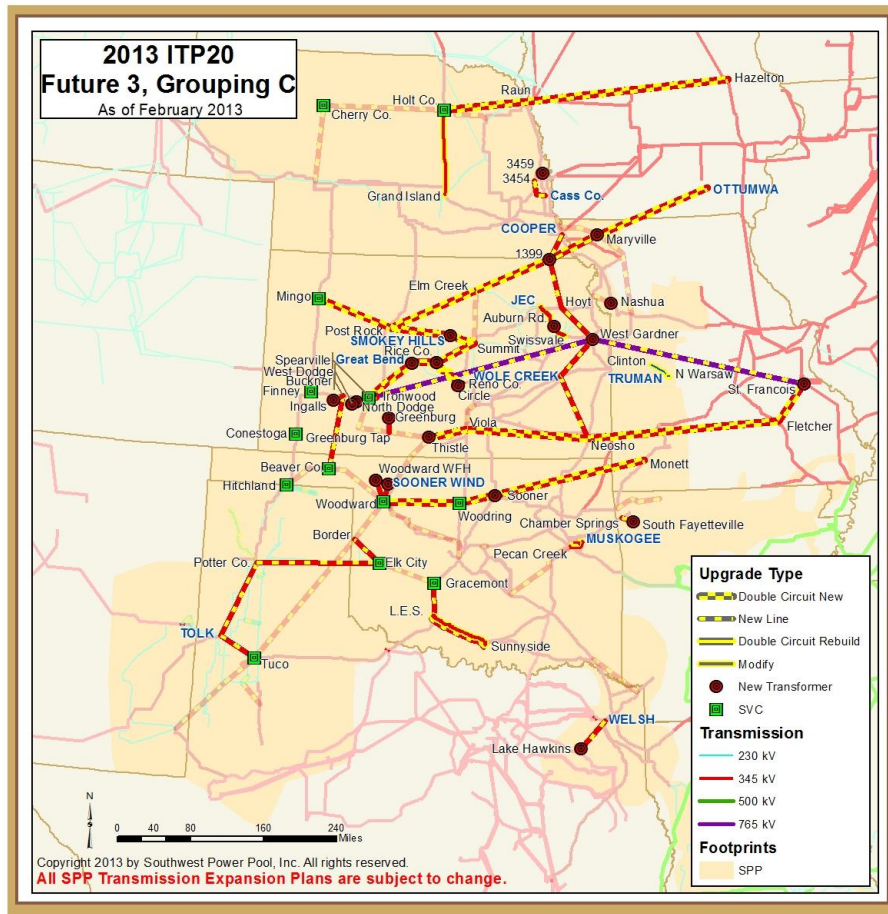 2013 ITP20
Future 3, Grouping C
As of February 2013
Hazelton
Raun
Holt Co.
Cherry Co.
3459
3454
Cass Co.
OTTUMWA
Grand Island
COOPER
Maryville
1399
Elm Creek
Mingo
JEC
Hoyt
Nashua
Auburn Rd.
Post Rock
SMOKEY HILLS
Swissvale
West Gardner
Summit
Spearville
Great Bend
Rice Co.
West Dodge
Clinton
N Warsaw
WOLF CREEK
TRUMAN
Buckner
Reno Co.
St. Francois
Finney
Ironwood
Circle
Ingalls
North Dodge
Greenburg
Viola
Fletcher
Conestoga
Greenburg Tap
Thistle
Neosho
Beaver Co.
Woodward WFH
Monett
Hitchland
SOONER WIND
Sooner
Woodward
Woodring
Chamber Springs
South Fayetteville
Border
MUSKOGEE
Pecan Creek
Potter Co.
Elk City
Gracemont
L.E.S.
TOLK
Sunnyside
Tuco
WELSH
Lake Hawkins
Upgrade Type
Double Circuit New
New Line
Double Circuit Rebuild
Modify
New Transformer
SVC
Transmission
230 kV
345 kV
500 kV
765 kV
Footprints
SPP
N
0 40 80 160 240
Miles
Copyright 2013 by Southwest Power Pool, Inc. All rights reserved.
All SPP Transmission Expansion Plans are subject to change.